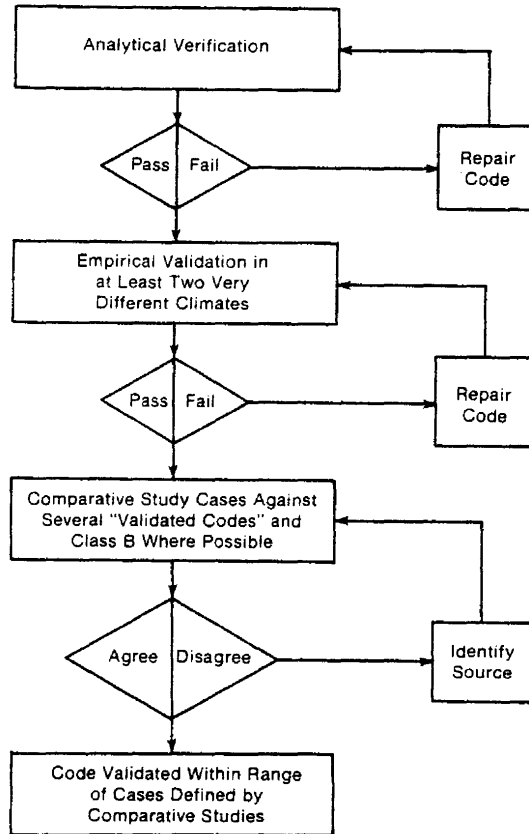 Analytical Verification
Pass Fail
Repair
Code
Empirical Validation in
at Least Two Very
Different Climates
Pass Fail
Repair
Code
Comparative Study Cases Against
Several "Validated Codes" and
Class B Where Possible
Agree Disagree
Identify
Source
Code Validated Within Range
of Cases Defined by
Comparative Studies